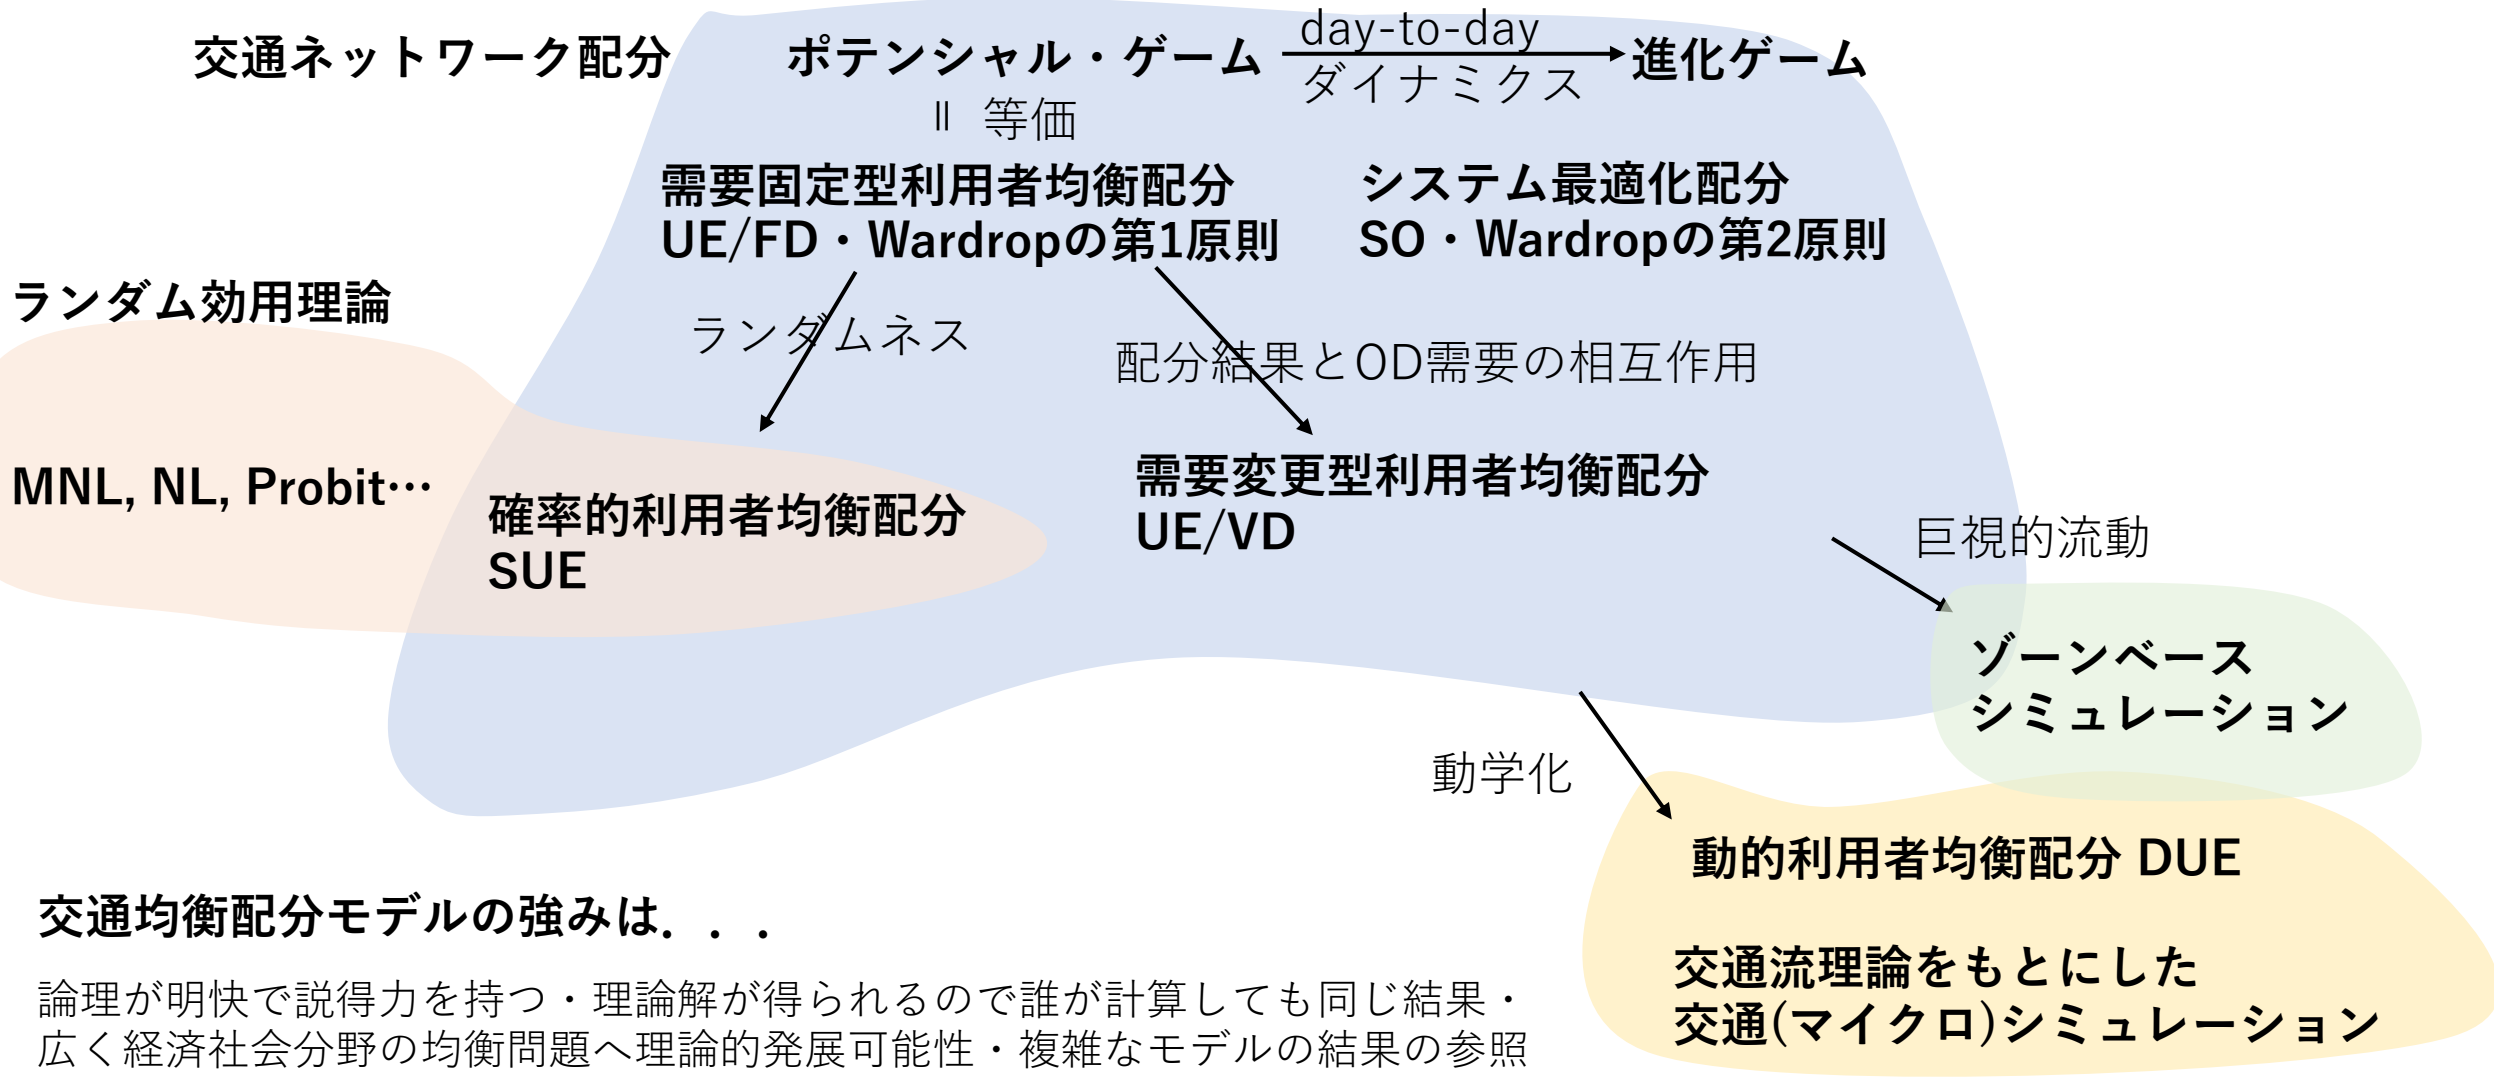 交通ネットワーク配分
ポテンシャル・ゲーム
day-to-day
ダイナミクス
進化ゲーム
= 等価
需要固定型利用者均衡配分
UE/FD・Wardropの第1原則
システム最適化配分
SO・Wardropの第2原則
ランダム効用理論
ランダムネス
配分結果とOD需要の相互作用
MNL, NL, Probit…
確率的利用者均衡配分
SUE
需要変更型利用者均衡配分
UE/VD
巨視的流動
ゾーンベース
シミュレーション
動学化
動的利用者均衡配分 DUE
交通流理論をもとにした
交通(マイクロ)シミュレーション
交通均衡配分モデルの強みは．．．
論理が明快で説得力を持つ・理論解が得られるので誰が計算しても同じ結果・
広く経済社会分野の均衡問題へ理論的発展可能性・複雑なモデルの結果の参照